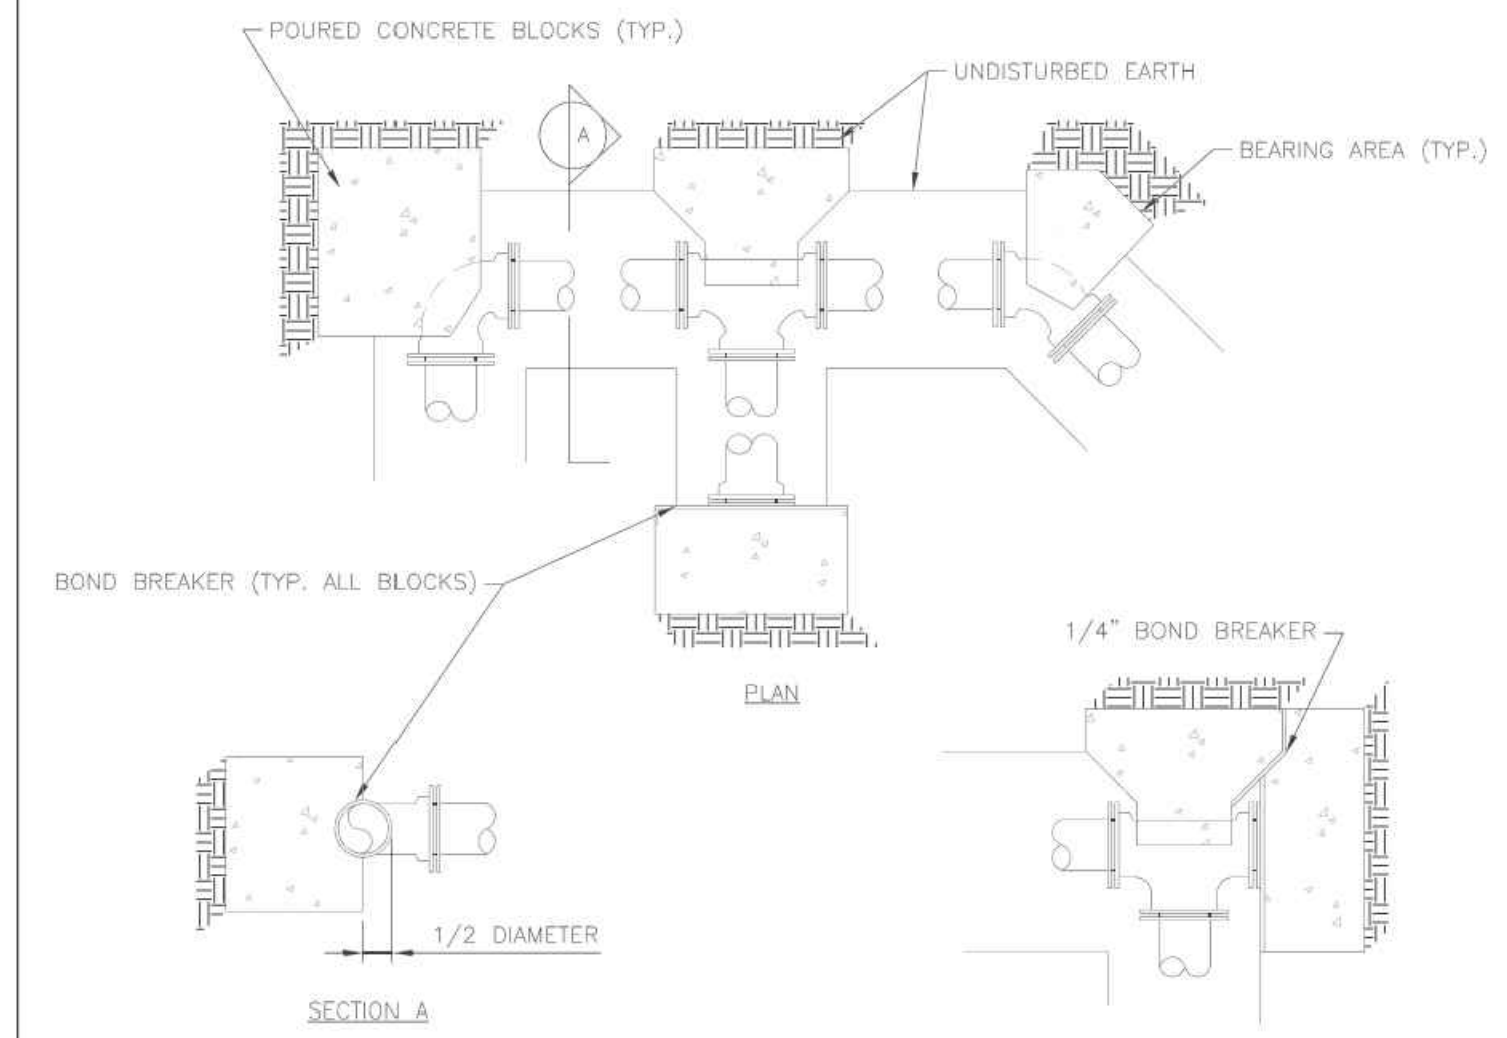 POURED CONCRETE BLOCKS (TYP.)
UNDISTURBED EARTH
A
BEARING AREA (TYP.)
BOND BREAKER (TYP. ALL BLOCKS)
1/4" BOND BREAKER
PLAN
1/2 DIAMETER
SECTION A